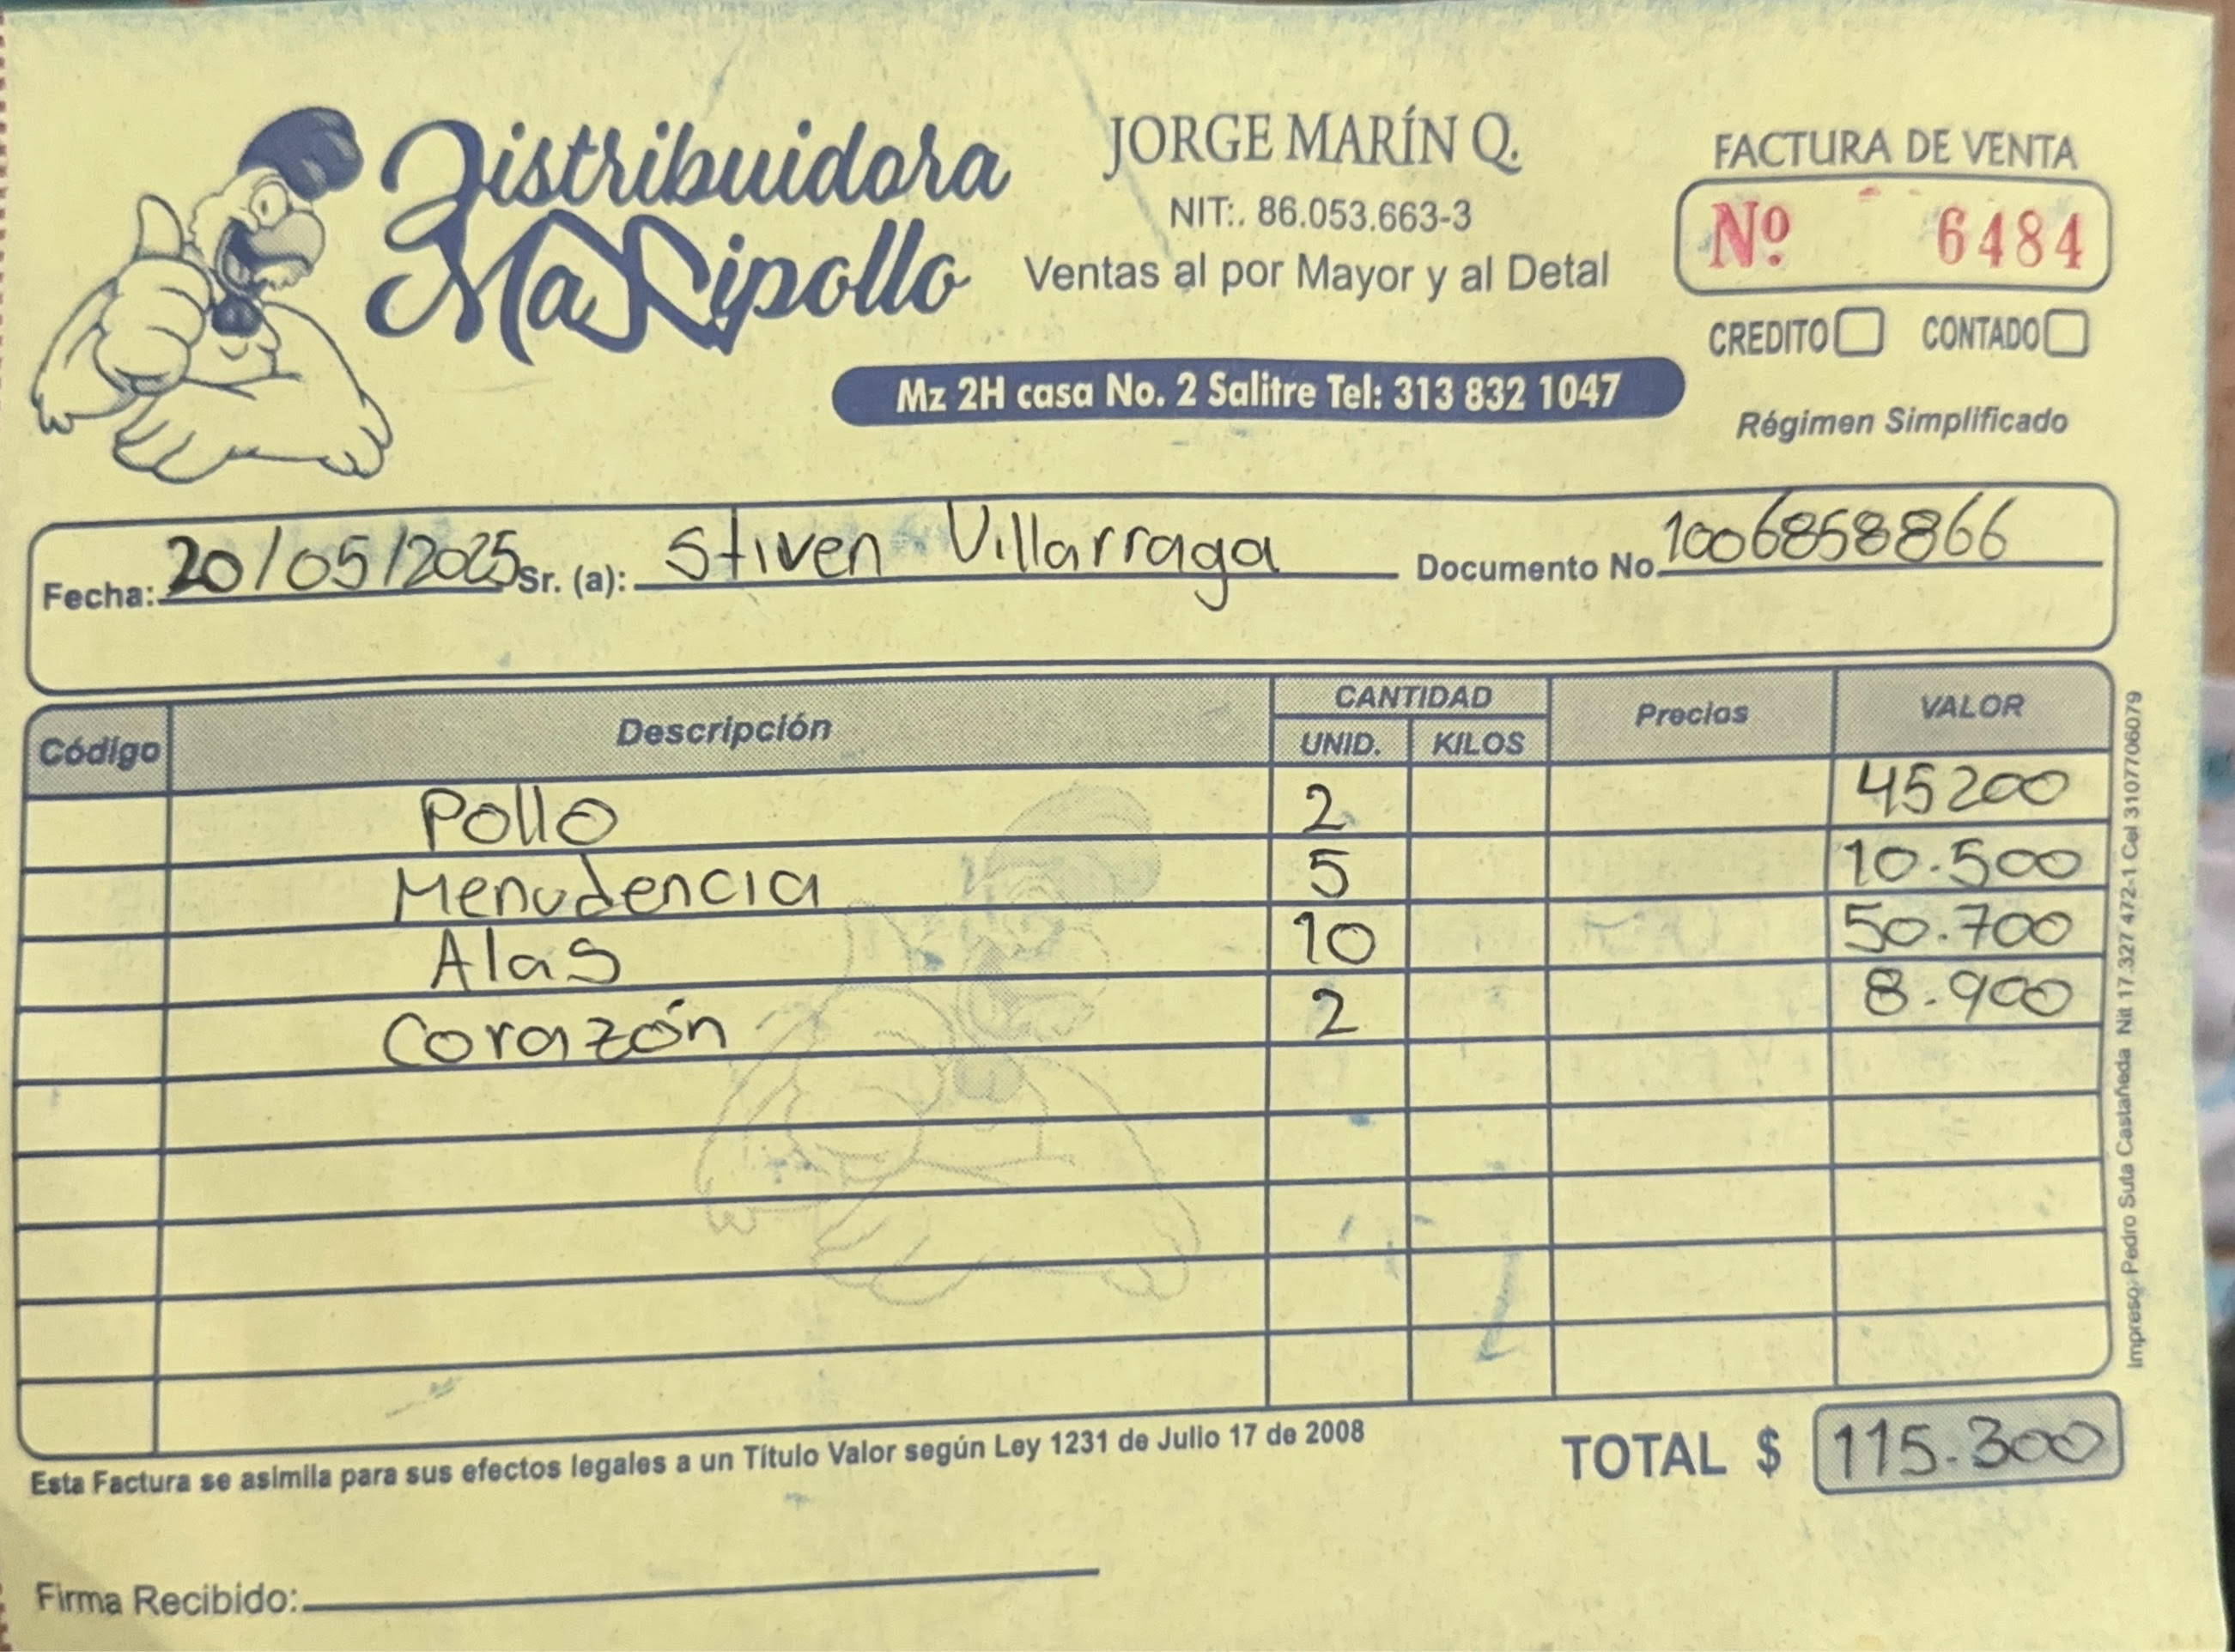 Distribuidora
Maxipollo
JORGE MARÍN Q.
NIT:. 86.053.663-3
Ventas al por Mayor y al Detal
Mz 2H casa No. 2 Salitre Tel: 313 832 1047
FACTURA DE VENTA
Nº 6484
CREDITO CONTADO
Régimen Simplificado
Fecha: 20/05/2025 Sr. (a): Stiven Villarraga Documento No. 1006858866
Código Descripción CANTIDAD UNID. KILOS Precios VALOR
Pollo 2 45200
Menudencia 5 10.500
Alas 10 50.700
Corazón 2 8.900
Esta Factura se asimila para sus efectos legales a un Título Valor según Ley 1231 de Julio 17 de 2008
TOTAL $ 115.300
Firma Recibido:
Impreso: Pedro Suta Castañeda Nit 17.327 472-1 Cel 3107706079